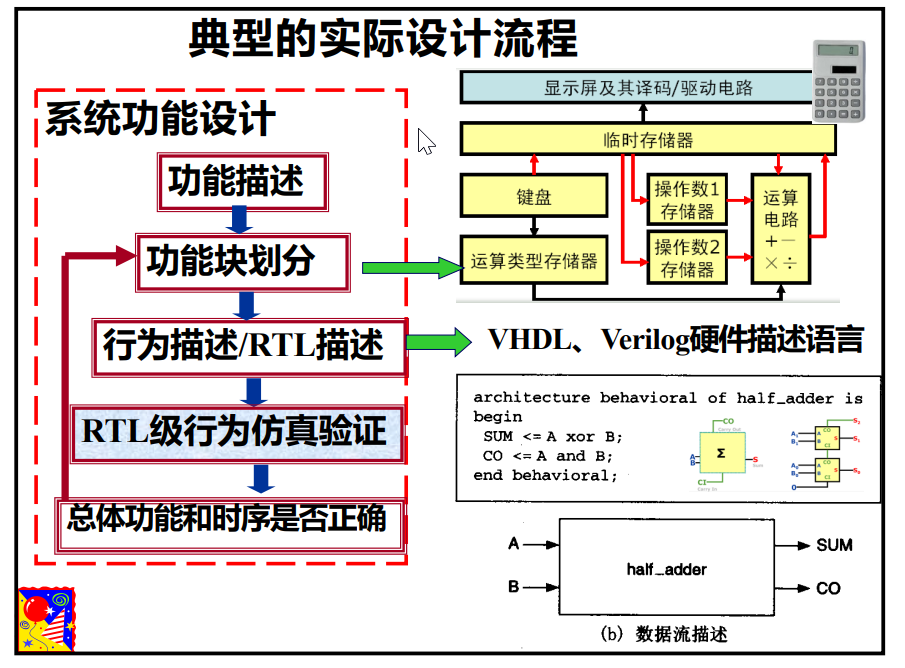 典型的实际设计流程
系统功能设计
功能描述
功能块划分
行为描述/RTL描述
RTL级行为仿真验证
总体功能和时序是否正确
显示屏及其译码/驱动电路
临时存储器
键盘
操作数1
存储器
运算
电路
+－
×÷
运算类型存储器
操作数2
存储器
VHDL、Verilog硬件描述语言
architecture behavioral of half_adder is
begin
SUM <= A xor B;
CO <= A and B;
end behavioral;
CO
Carry Out
A
B
Σ
S
Sum
CI
Carry In
A
half_adder
SUM
B
CO
(b) 数据流描述